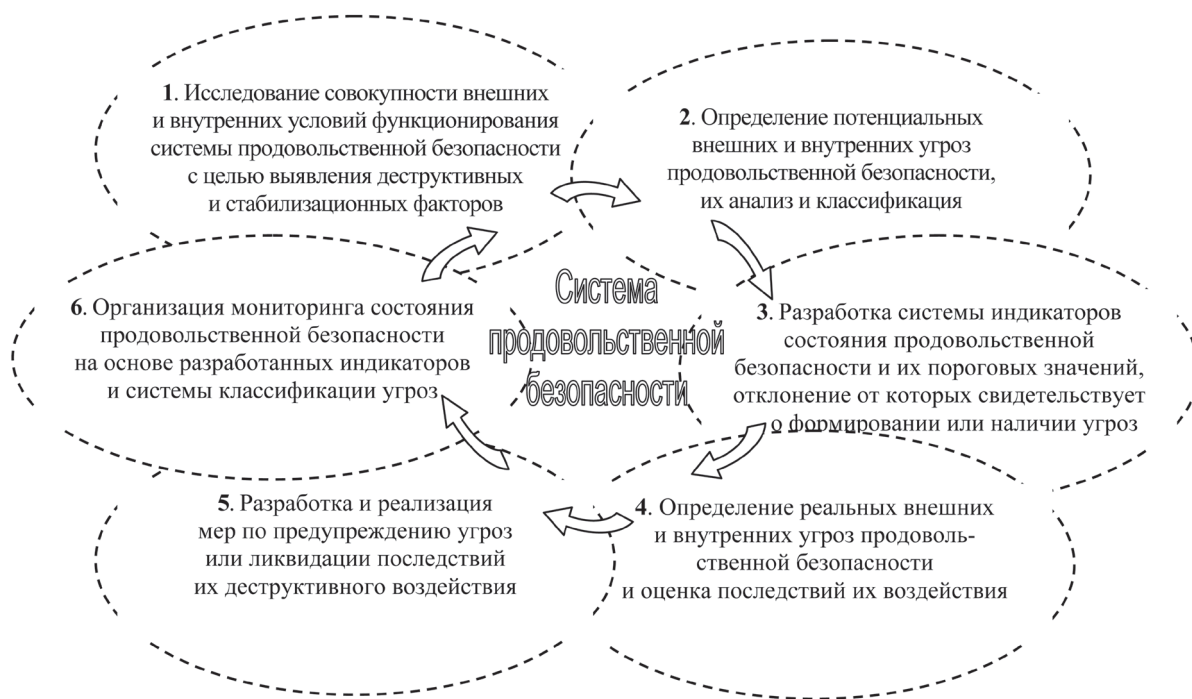 1. Исследование совокупности внешних
и внутренних условий функционирования
системы продовольственной безопасности
с целью выявления деструктивных
и стабилизационных факторов
2. Определение потенциальных
внешних и внутренних угроз
продовольственной безопасности,
их анализ и классификация
3. Разработка системы индикаторов
состояния продовольственной
безопасности и их пороговых значений,
отклонение от которых свидетельствует
о формировании или наличии угроз
4. Определение реальных внешних
и внутренних угроз продоволь-
ственной безопасности
и оценка последствий их воздействия
5. Разработка и реализация
мер по предупреждению угроз
или ликвидации последствий
их деструктивного воздействия
6. Организация мониторинга состояния
продовольственной безопасности
на основе разработанных индикаторов
и системы классификации угроз
Система
продовольственной
безопасности